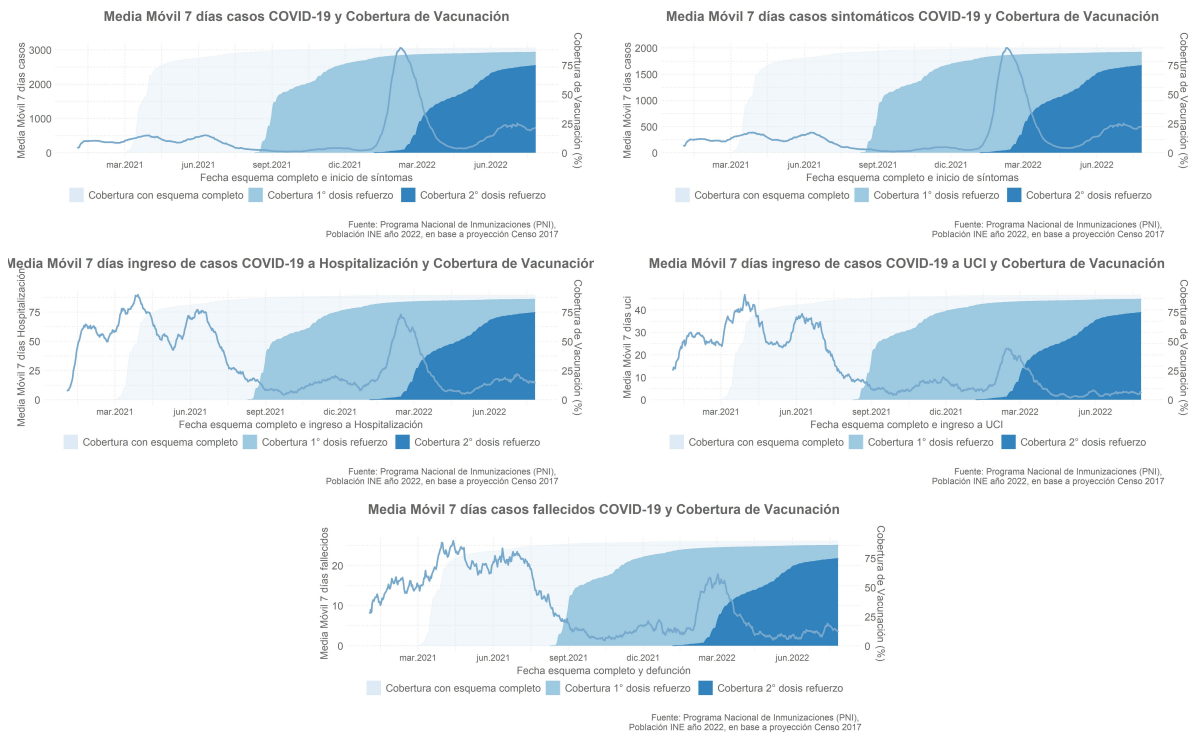 Media Móvil 7 días casos COVID-19 y Cobertura de Vacunación
Media Móvil 7 días casos
3000
2000
1000
0
75
50
25
0
Cobertura de Vacunación (%)
mar.2021 jun.2021 sept.2021 dic.2021 mar.2022 jun.2022
Fecha esquema completo e inicio de síntomas
Cobertura con esquema completo Cobertura 1° dosis refuerzo Cobertura 2° dosis refuerzo
Fuente: Programa Nacional de Inmunizaciones (PNI),
Población INE año 2022, en base a proyección Censo 2017
Media Móvil 7 días casos sintomáticos COVID-19 y Cobertura de Vacunación
Media Móvil 7 días casos
2000
1500
1000
500
0
75
50
25
0
Cobertura de Vacunación (%)
mar.2021 jun.2021 sept.2021 dic.2021 mar.2022 jun.2022
Fecha esquema completo e inicio de síntomas
Cobertura con esquema completo Cobertura 1° dosis refuerzo Cobertura 2° dosis refuerzo
Fuente: Programa Nacional de Inmunizaciones (PNI),
Población INE año 2022, en base a proyección Censo 2017
Media Móvil 7 días ingreso de casos COVID-19 a Hospitalización y Cobertura de Vacunación
Media Móvil 7 días Hospitalización
75
50
25
0
75
50
25
0
Cobertura de Vacunación (%)
mar.2021 jun.2021 sept.2021 dic.2021 mar.2022 jun.2022
Fecha esquema completo e ingreso a Hospitalización
Cobertura con esquema completo Cobertura 1° dosis refuerzo Cobertura 2° dosis refuerzo
Fuente: Programa Nacional de Inmunizaciones (PNI),
Población INE año 2022, en base a proyección Censo 2017
Media Móvil 7 días ingreso de casos COVID-19 a UCI y Cobertura de Vacunación
Media Móvil 7 días uci
40
30
20
10
0
75
50
25
0
Cobertura de Vacunación (%)
mar.2021 jun.2021 sept.2021 dic.2021 mar.2022 jun.2022
Fecha esquema completo e ingreso a UCI
Cobertura con esquema completo Cobertura 1° dosis refuerzo Cobertura 2° dosis refuerzo
Fuente: Programa Nacional de Inmunizaciones (PNI),
Población INE año 2022, en base a proyección Censo 2017
Media Móvil 7 días casos fallecidos COVID-19 y Cobertura de Vacunación
Media Móvil 7 días fallecidos
20
10
0
75
50
25
0
Cobertura de Vacunación (%)
mar.2021 jun.2021 sept.2021 dic.2021 mar.2022 jun.2022
Fecha esquema completo y defunción
Cobertura con esquema completo Cobertura 1° dosis refuerzo Cobertura 2° dosis refuerzo
Fuente: Programa Nacional de Inmunizaciones (PNI),
Población INE año 2022, en base a proyección Censo 2017